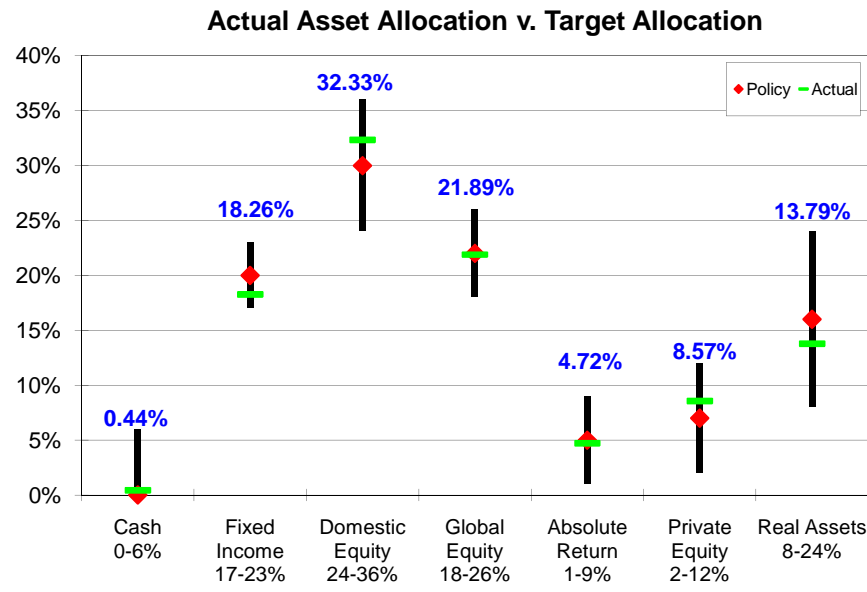 Actual Asset Allocation v. Target Allocation
40%
35%
30%
25%
20%
15%
10%
5%
0%
Policy
Actual
0.44%
18.26%
32.33%
21.89%
4.72%
8.57%
13.79%
Cash
0-6%
Fixed
Income
17-23%
Domestic
Equity
24-36%
Global
Equity
18-26%
Absolute
Return
1-9%
Private
Equity
2-12%
Real Assets
8-24%